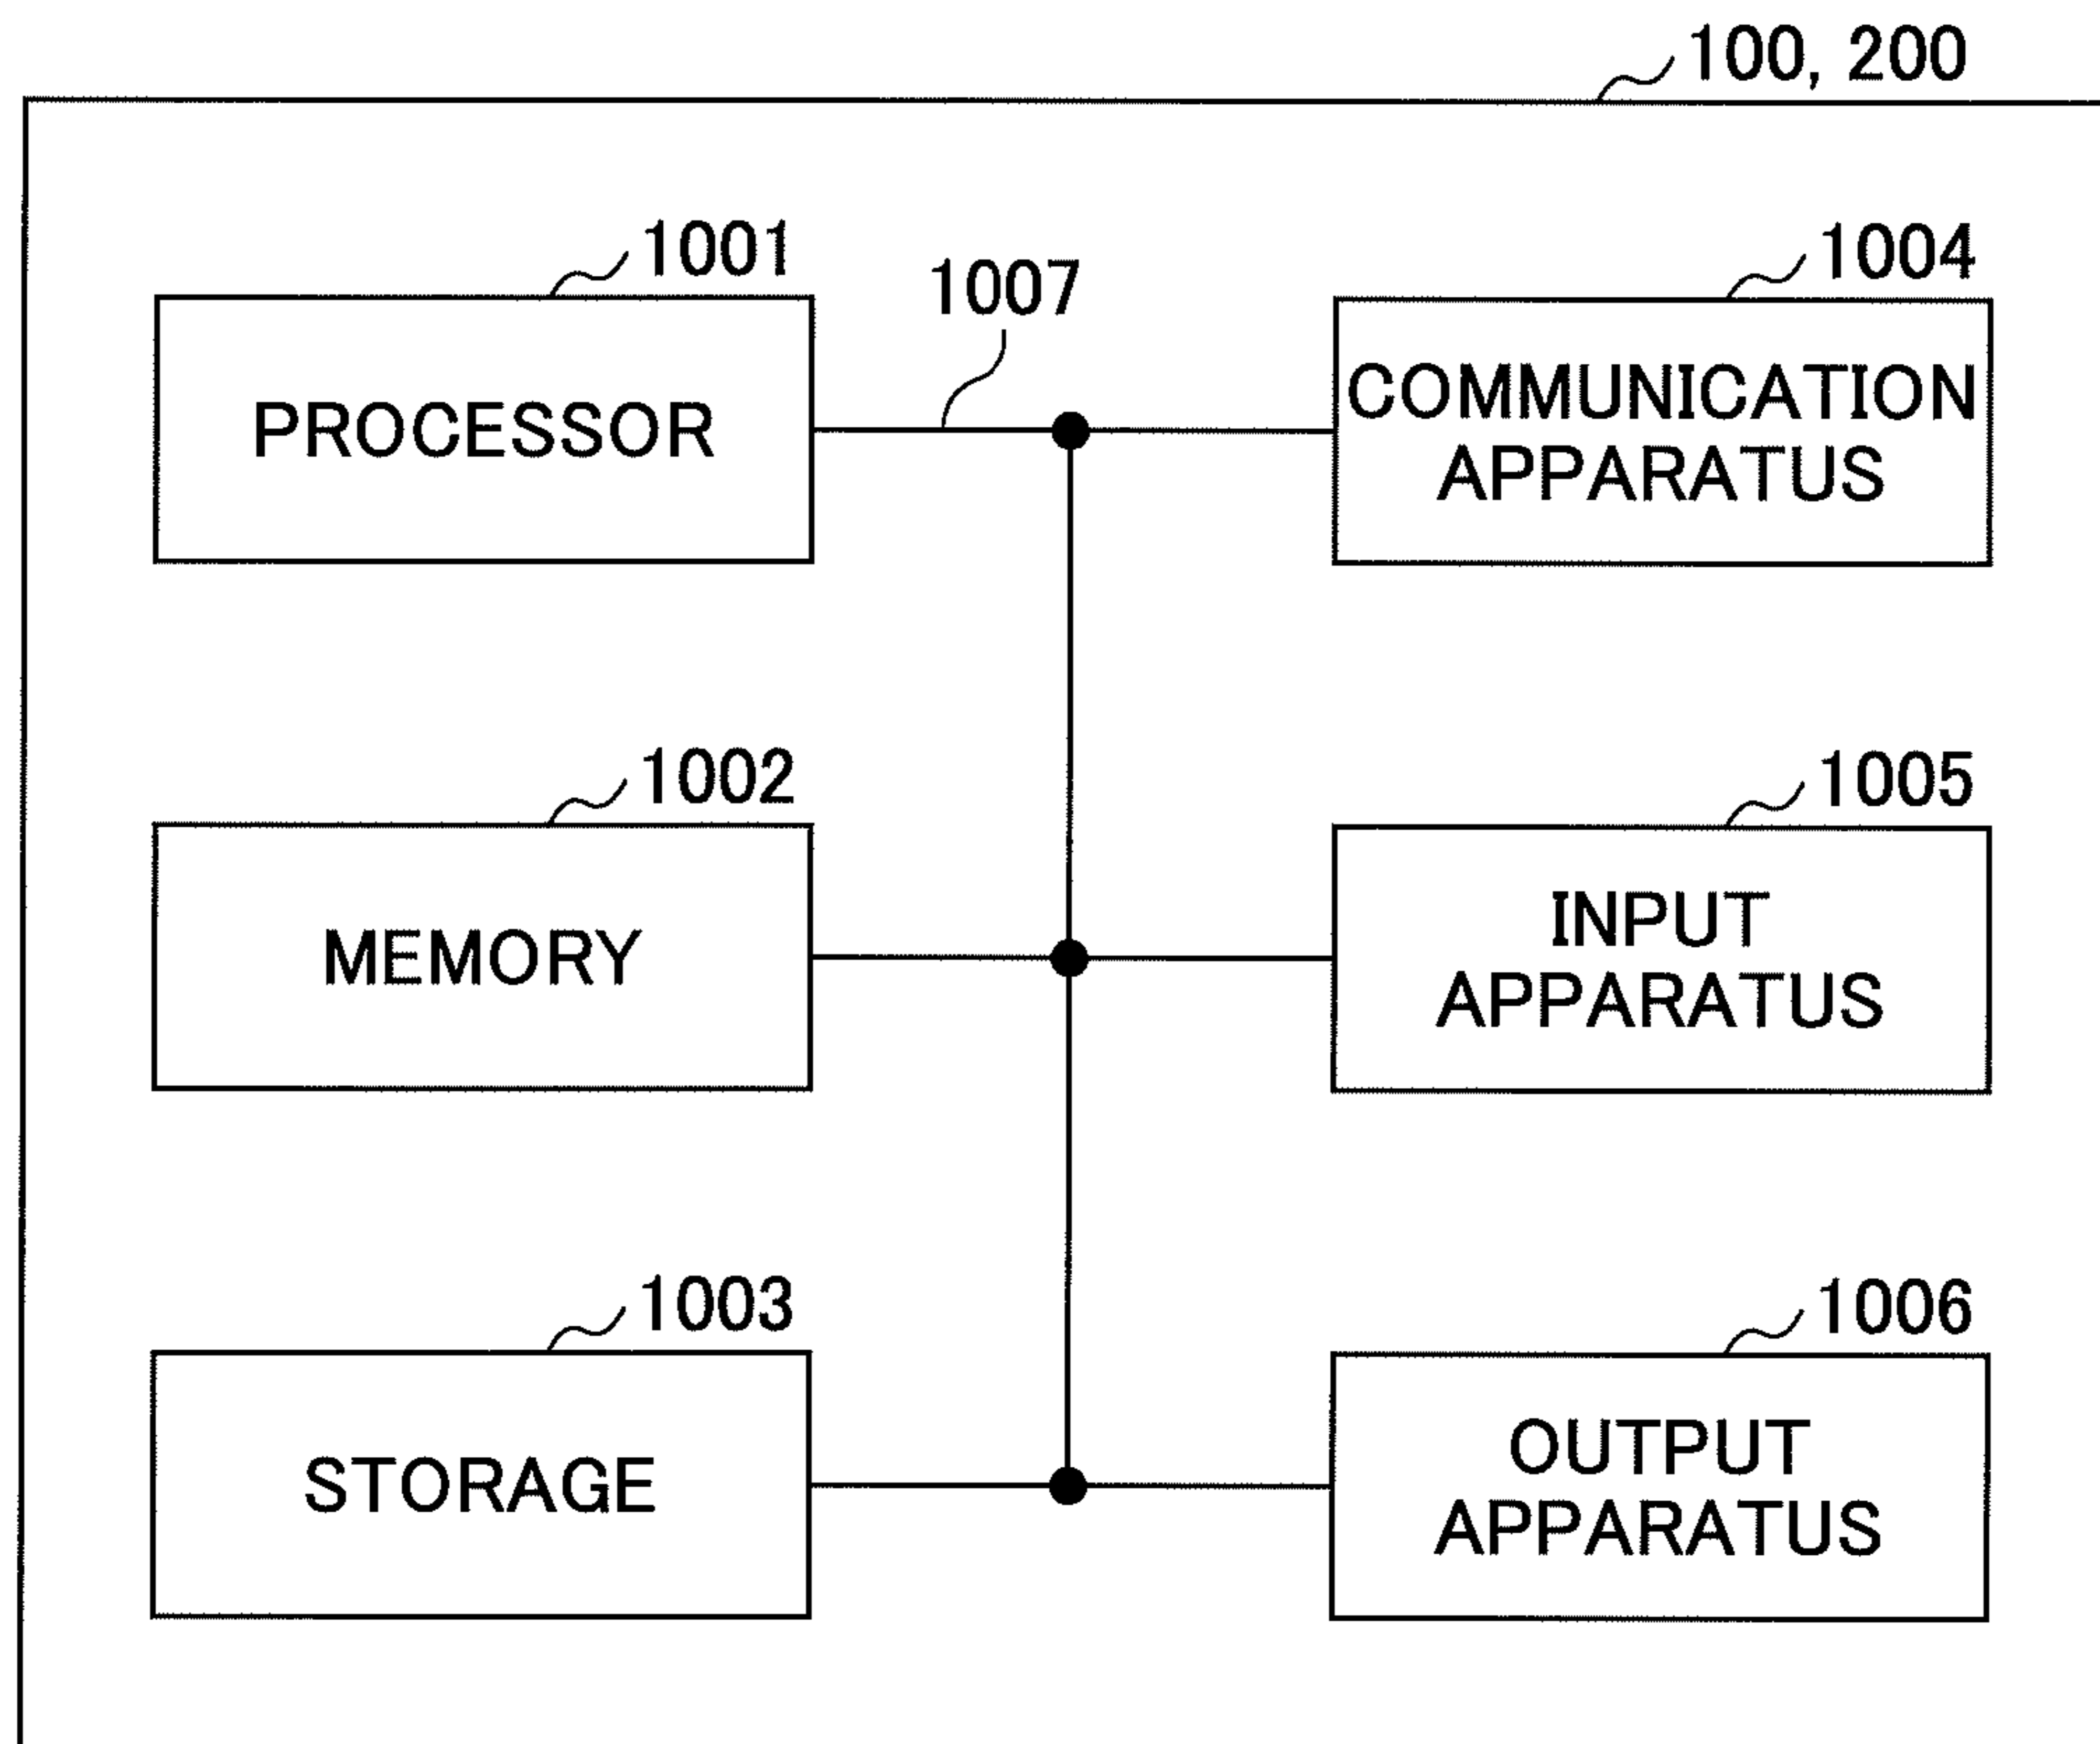 100, 200
1001
1007
1004
PROCESSOR
COMMUNICATION
APPARATUS
1002
1005
MEMORY
INPUT
APPARATUS
1003
1006
STORAGE
OUTPUT
APPARATUS